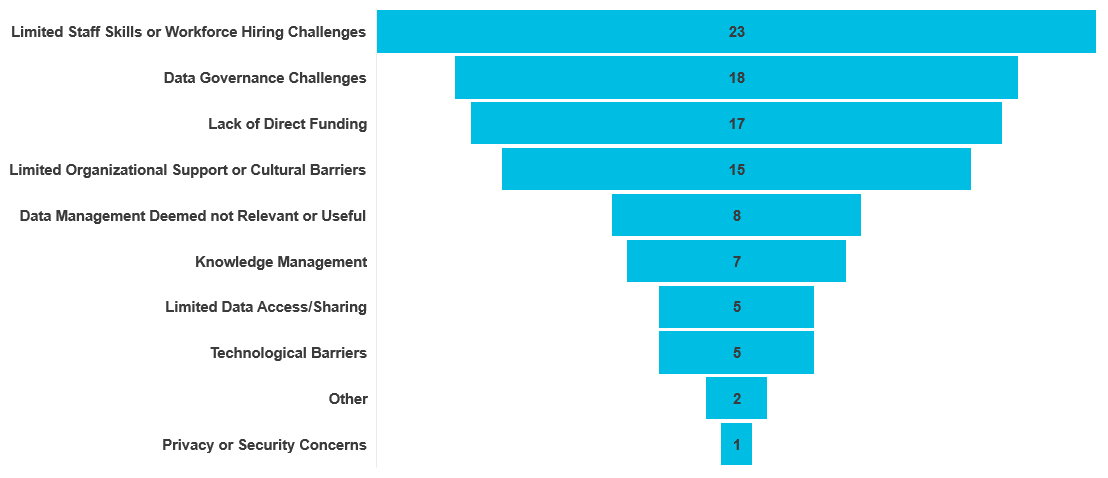 Limited Staff Skills or Workforce Hiring Challenges 23
Data Governance Challenges 18
Lack of Direct Funding 17
Limited Organizational Support or Cultural Barriers 15
Data Management Deemed not Relevant or Useful 8
Knowledge Management 7
Limited Data Access/Sharing 5
Technological Barriers 5
Other 2
Privacy or Security Concerns 1